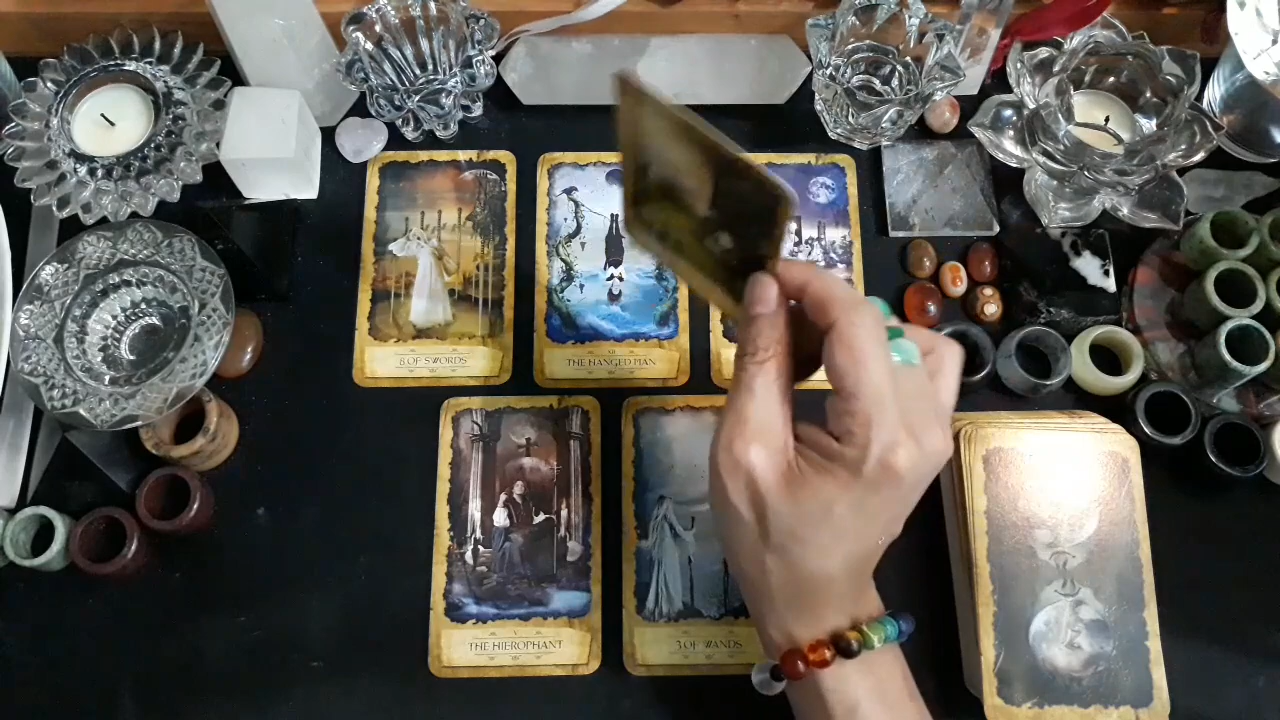 8 OF SWORDS
XII
THE HANGED MAN
V
THE HIEROPHANT
3 OF WANDS